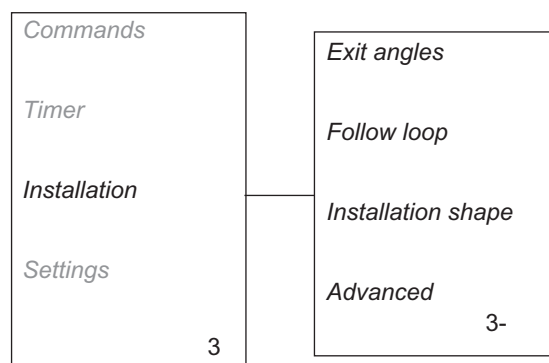 Commands
Timer
Installation
Settings
3
Exit angles
Follow loop
Installation shape
Advanced
3-